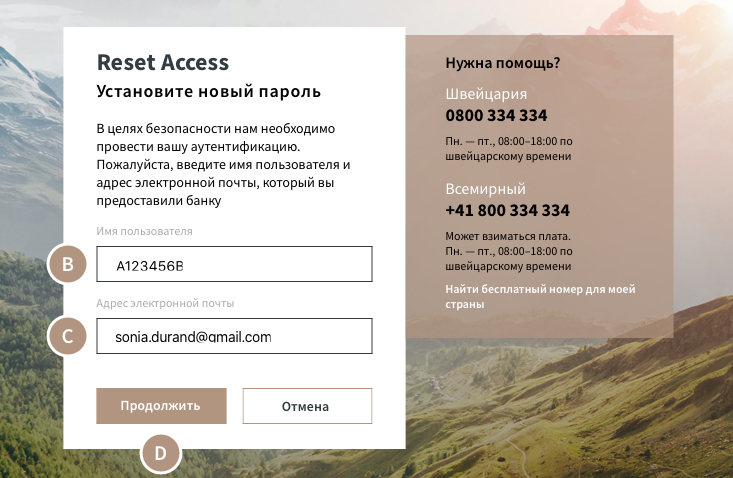 Reset Access
Установите новый пароль
В целях безопасности нам необходимо
провести вашу аутентификацию.
Пожалуйста, введите имя пользователя и
адрес электронной почты, который вы
предоставили банку
Имя пользователя
B
A123456B
Адрес электронной почты
C
sonia.durand@gmail.com
Продолжить
Отмена
D
Нужна помощь?
Швейцария
0800 334 334
Пн. — пт., 08:00–18:00 по
швейцарскому времени
Всемирный
+41 800 334 334
Может взиматься плата.
Пн. — пт., 08:00–18:00 по
швейцарскому времени
Найти бесплатный номер для моей
страны